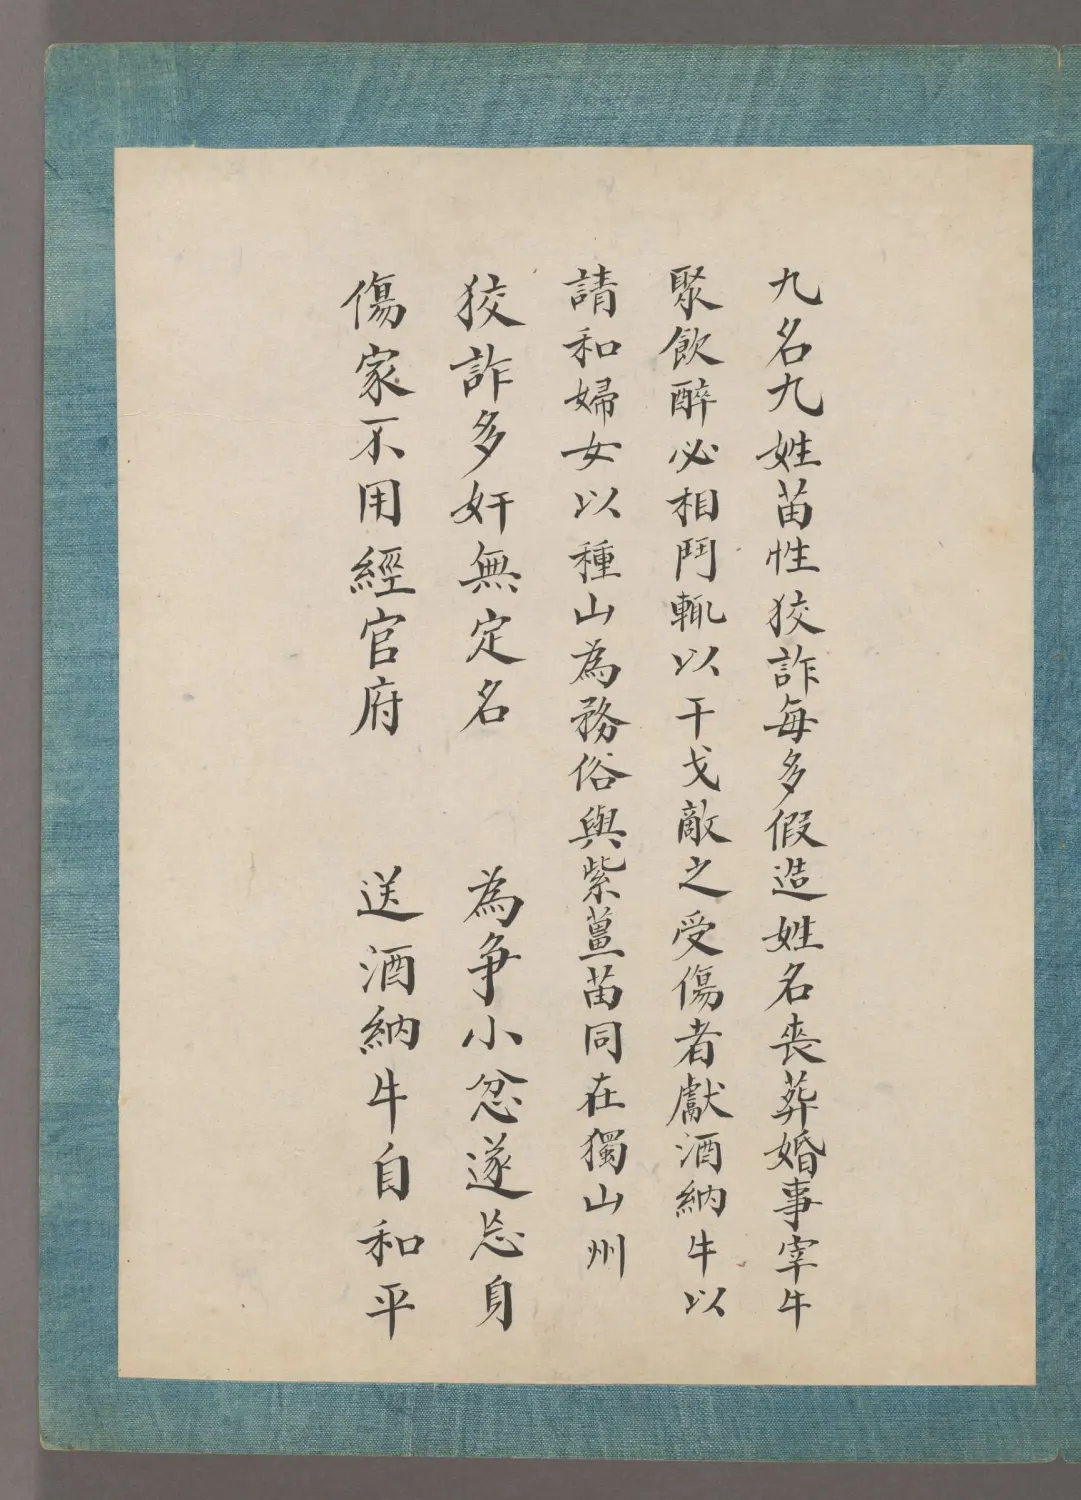 九名九姓苗性狡詐每多假造姓名喪葬婚事宰牛
聚飲醉必相鬥輒以干戈敵之受傷者獻酒納牛以
請和婦女以種山為務俗與紫薑苗同在獨山州
狡詐多奸無定名 為爭小忿遂忘身
傷家不用經官府 送酒納牛自和平